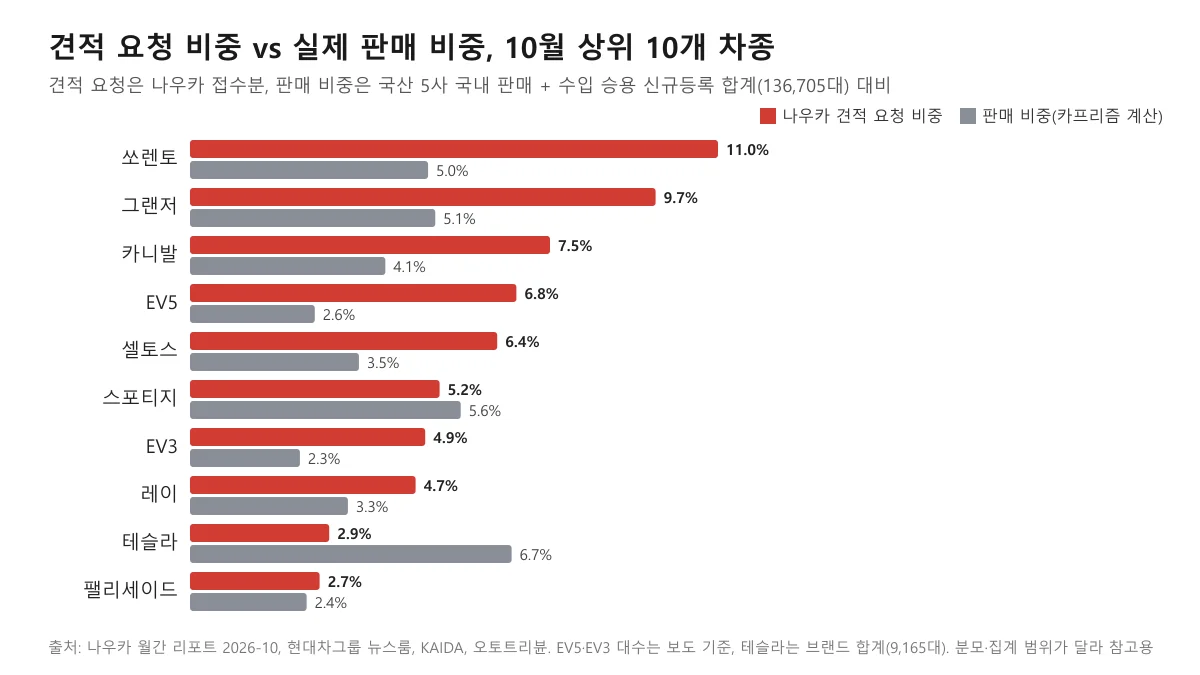 견적 요청 비중 vs 실제 판매 비중, 10월 상위 10개 차종
견적 요청은 나우카 접수분, 판매 비중은 국산 5사 국내 판매 + 수입 승용 신규등록 합계(136,705대) 대비
나우카 견적 요청 비중 판매 비중(카프리즘 계산)
쏘렌토 11.0%
5.0%
그랜저 9.7%
5.1%
카니발 7.5%
4.1%
EV5 6.8%
2.6%
셀토스 6.4%
3.5%
스포티지 5.2%
5.6%
EV3 4.9%
2.3%
레이 4.7%
3.3%
테슬라 2.9%
6.7%
팰리세이드 2.7%
2.4%
출처: 나우카 월간 리포트 2026-10, 현대차그룹 뉴스룸, KAIDA, 오토트리뷴. EV5·EV3 대수는 보도 기준, 테슬라는 브랜드 합계(9,165대). 분모·집계 범위가 달라 참고용